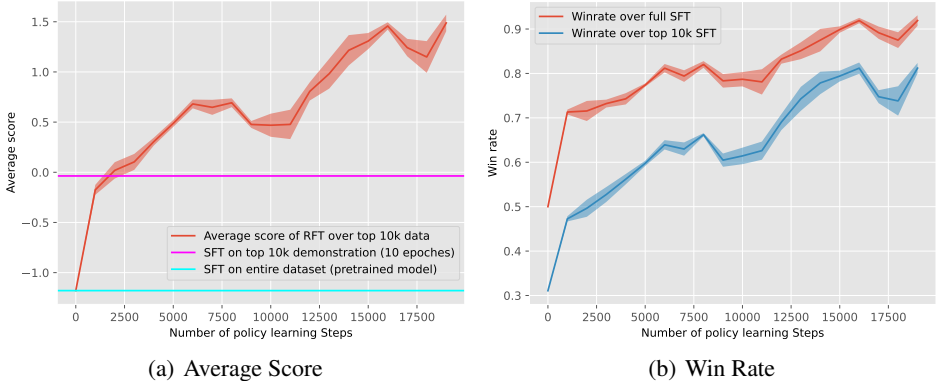 1.5
1.0
0.5
0.0
−0.5
−1.0
Average score
Average score of RFT over top 10k data
SFT on top 10k demonstration (10 epoches)
SFT on entire dataset (pretrained model)
0 2500 5000 7500 10000 12500 15000 17500
Number of policy learning Steps
(a) Average Score
Winrate over full SFT
Winrate over top 10k SFT
0.9
0.8
0.7
0.6
0.5
0.4
0.3
Win rate
0 2500 5000 7500 10000 12500 15000 17500
Number of policy learning Steps
(b) Win Rate